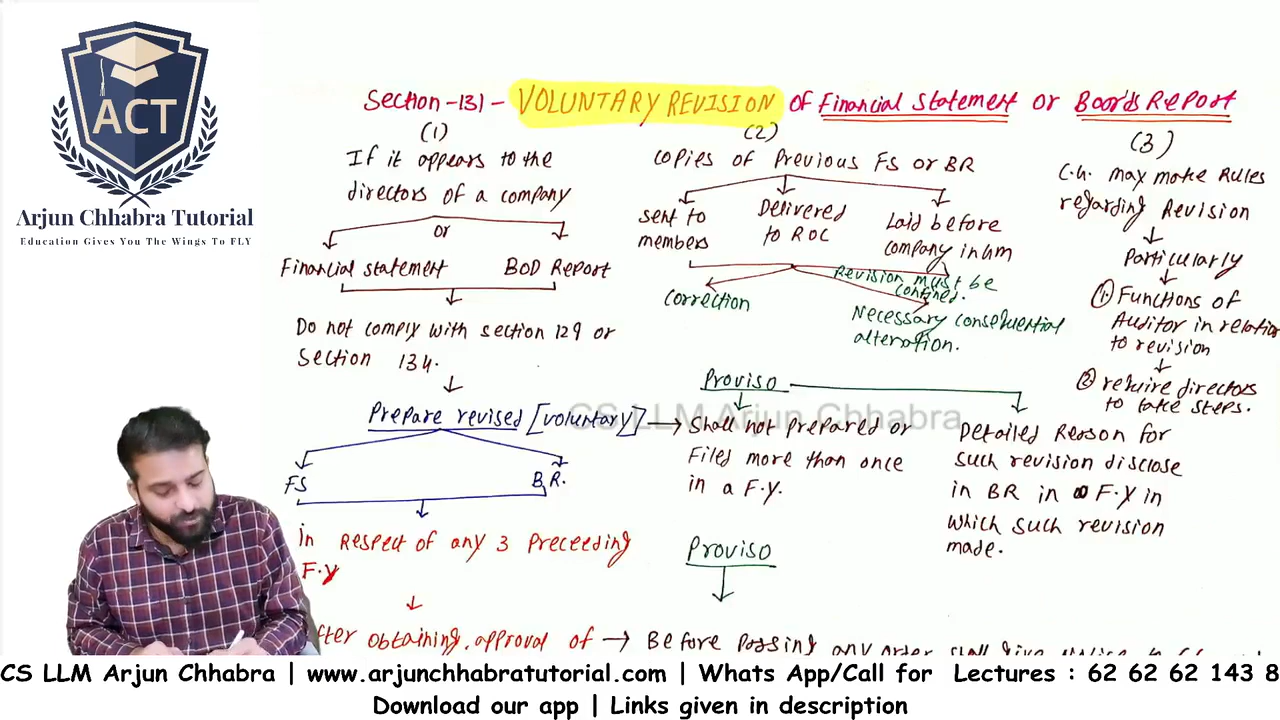 ACT
Arjun Chhabra Tutorial
Education Gives You The Wings To FLY
Section-131- VOLUNTARY REVISION OF Financial Statement or Board's Report
(1)
If it appears to the
directors of a company
or
Financial statement BOD Report
Do not comply with section 129 or
Section 134.
Prepare revised [voluntary]
FS B.R.
in Respect of any 3 Preceeding
F.Y
After obtaining approval of → Before passing any order shall give notice to
(2)
Copies of Previous FS or BR
sent to
members
Delivered
to ROC
Laid before
company in GM
Revision must be
confined.
Correction
Necessary consequential
alteration.
Proviso
Shall not prepared or
Filed more than once
in a F.Y.
Detailed Reason for
such revision disclose
in BR in F.Y in
which such revision
made.
Proviso
(3)
C.G. may make Rules
regarding Revision
Particularly
① Functions of
Auditor in relation
to revision
② require directors
to take steps.
CS LLM Arjun Chhabra
CS LLM Arjun Chhabra | www.arjunchhabratutorial.com | Whats App/Call for Lectures : 62 62 62 143 8
Download our app | Links given in description